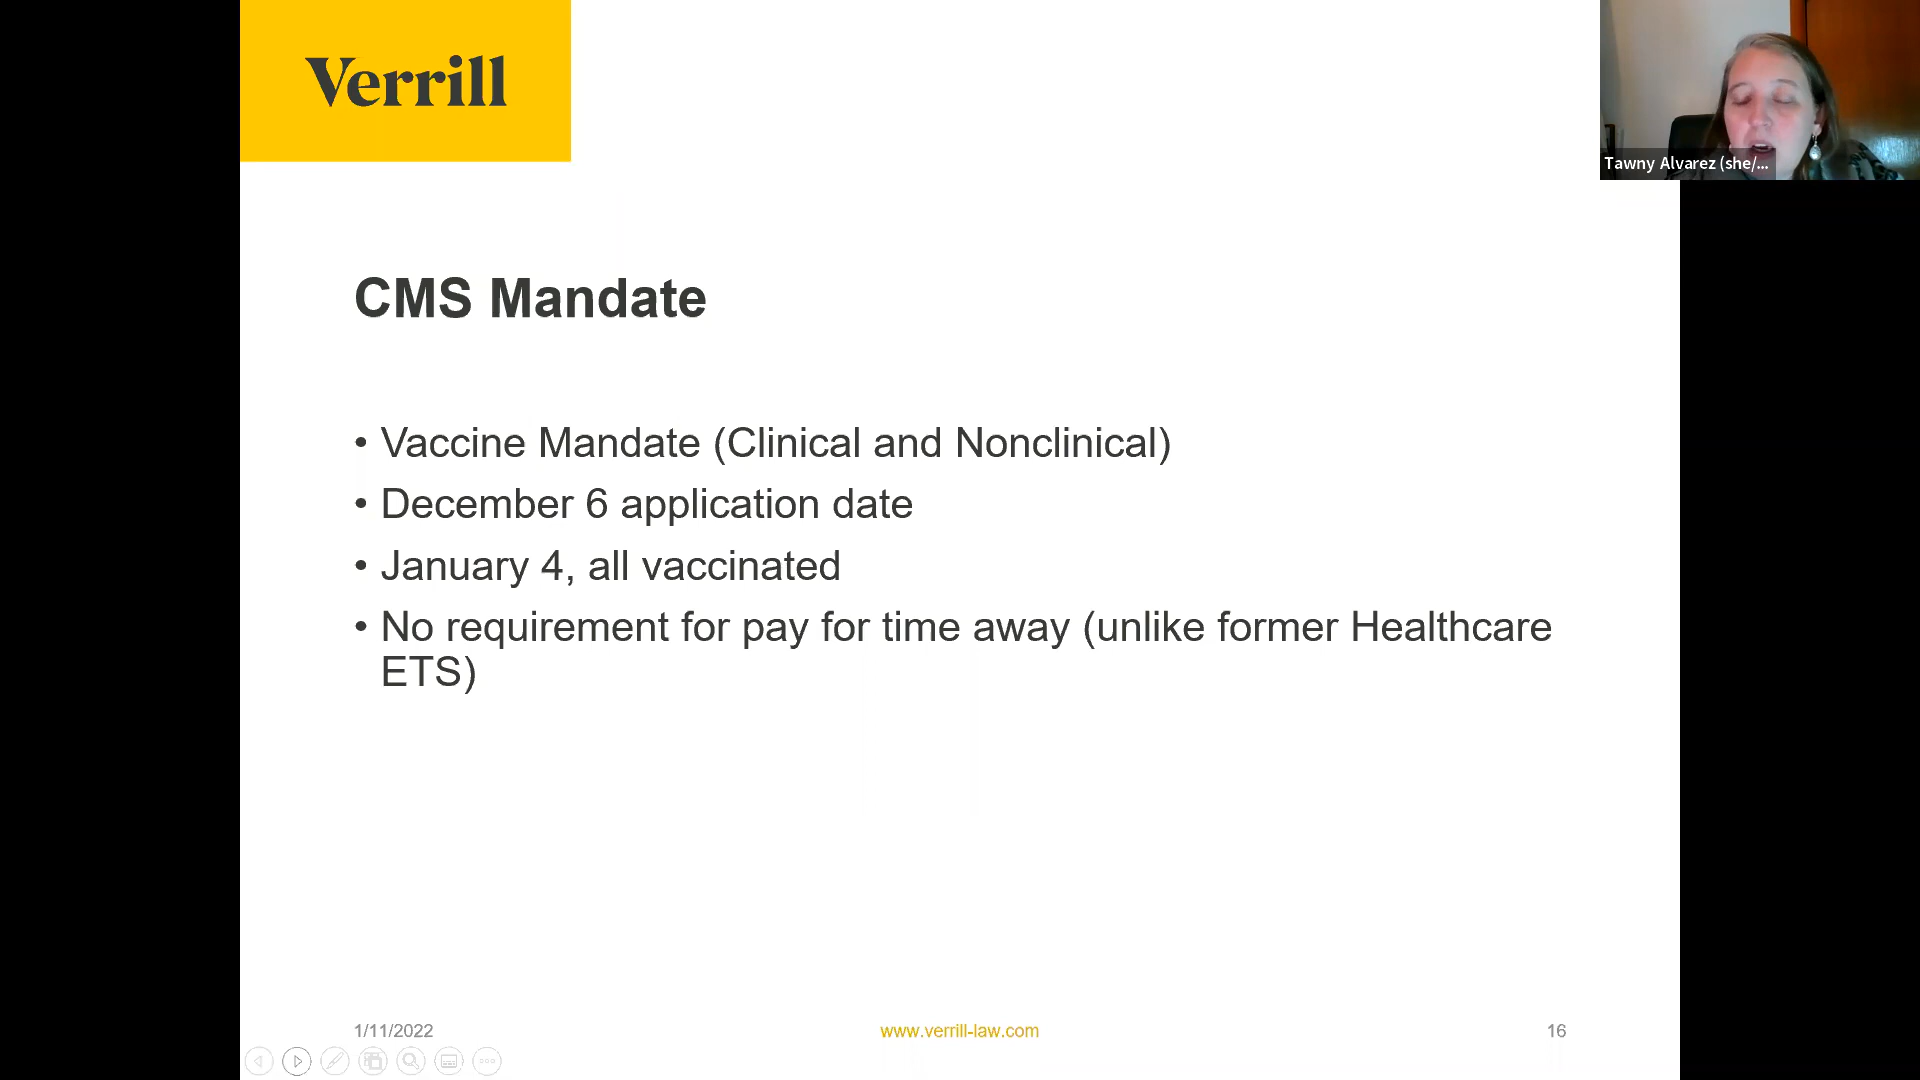 Verrill
Tawny Alvarez (she/...
CMS Mandate
• Vaccine Mandate (Clinical and Nonclinical)
• December 6 application date
• January 4, all vaccinated
• No requirement for pay for time away (unlike former Healthcare
ETS)
1/11/2022
www.verrill-law.com
16